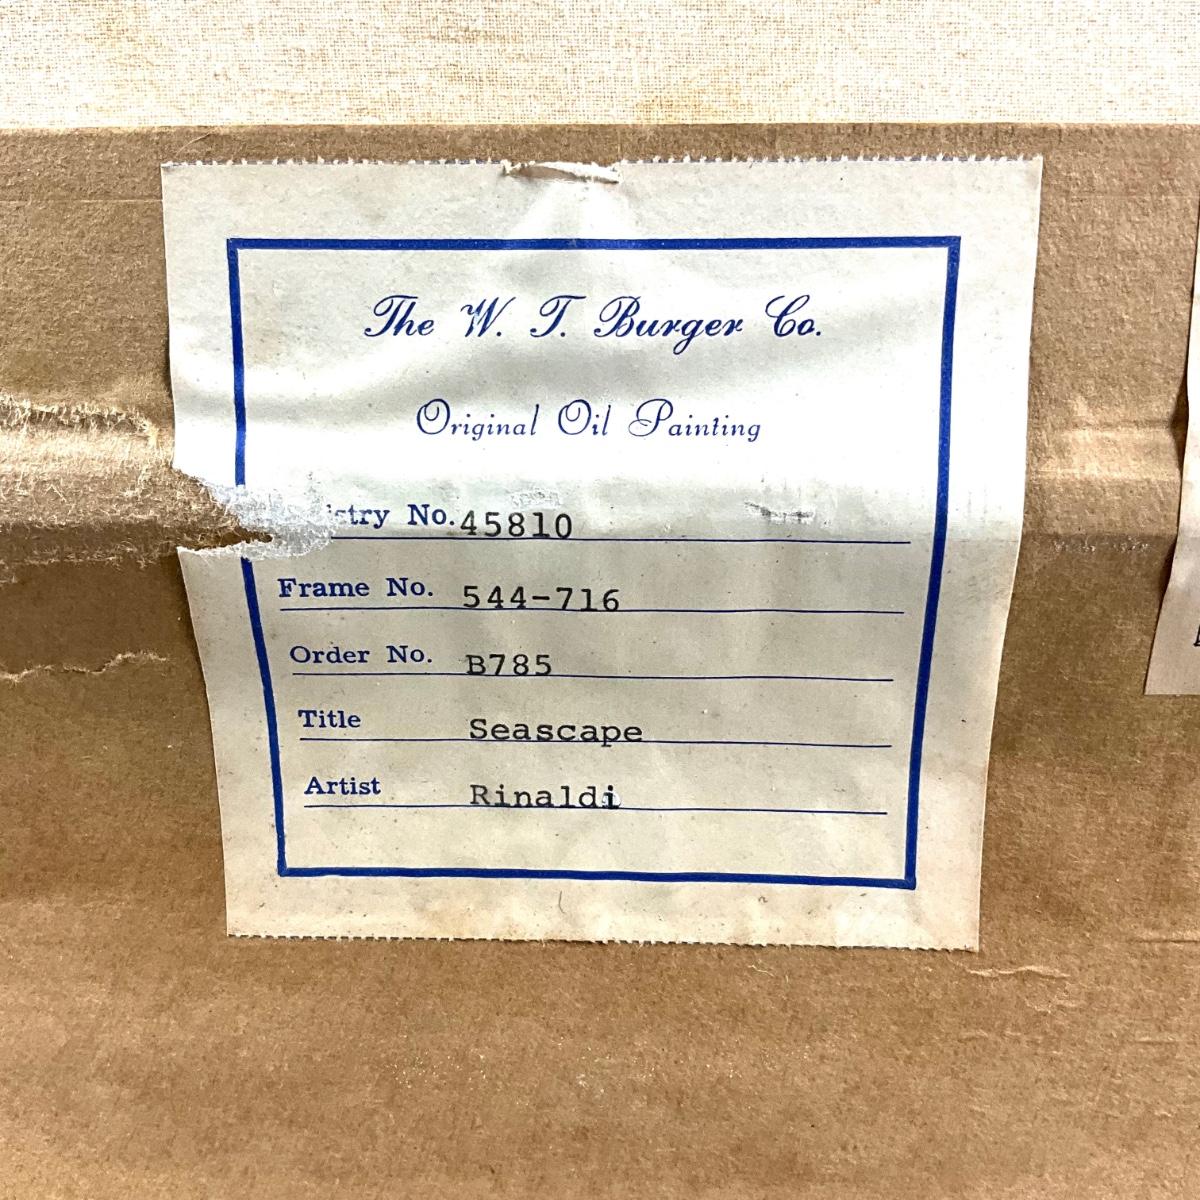 The W. T. Burger Co.
Original Oil Painting
istry No. 45810
Frame No. 544-716
Order No. B785
Title Seascape
Artist Rinaldi